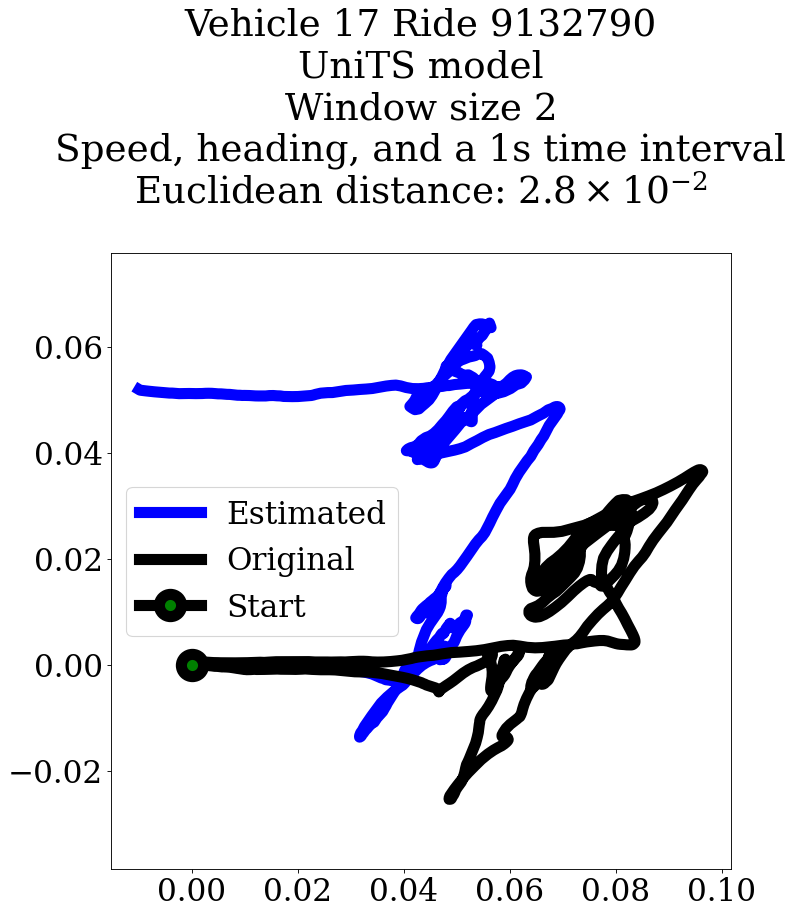 Vehicle 17 Ride 9132790
UniTS model
Window size 2
Speed, heading, and a 1s time interval
Euclidean distance: 2.8 × 10⁻²
0.06
0.04
0.02
0.00
−0.02
Estimated
Original
Start
0.00 0.02 0.04 0.06 0.08 0.10